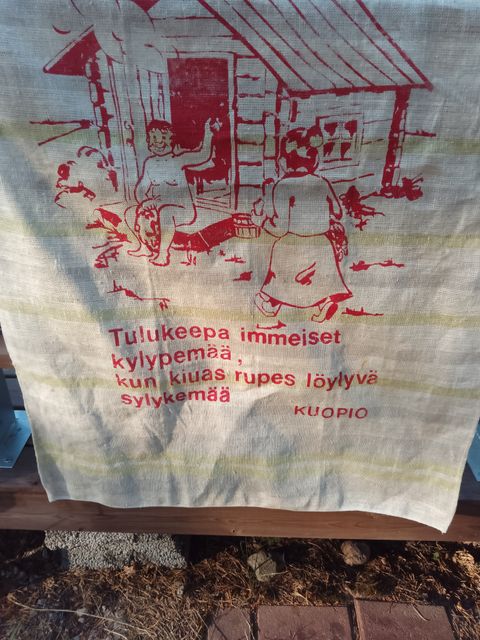 Tulukeepa immeiset
kylypemää,
kun kiuas rupes löylyvä
sylykemää
KUOPIO